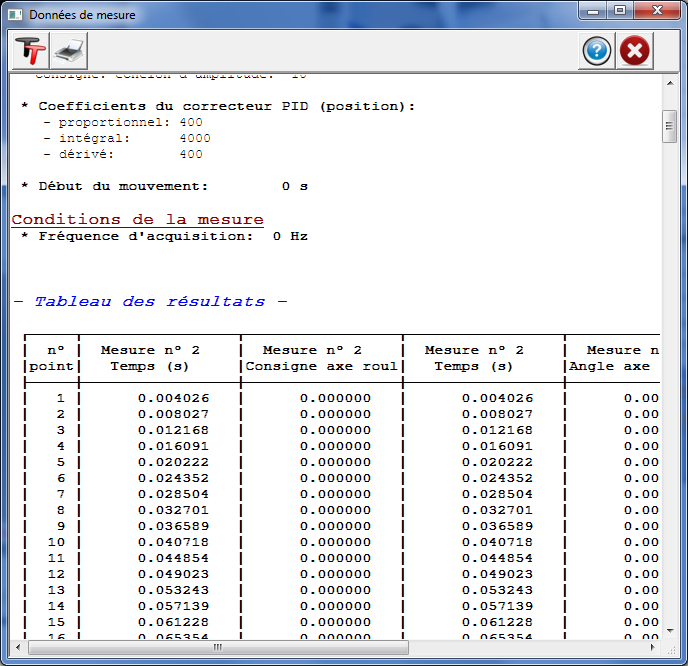 Données de mesure
* Coefficients du correcteur PID (position):
- proportionnel: 400
- intégral: 4000
- dérivé: 400
* Début du mouvement: 0 s
Conditions de la mesure
* Fréquence d'acquisition: 0 Hz
- Tableau des résultats -
n° Mesure n° 2 Mesure n° 2 Mesure n° 2 Mesure n
point Temps (s) Consigne axe roul Temps (s) Angle axe
1 0.004026 0.000000 0.004026 0.00
2 0.008027 0.000000 0.008027 0.00
3 0.012168 0.000000 0.012168 0.00
4 0.016091 0.000000 0.016091 0.00
5 0.020222 0.000000 0.020222 0.00
6 0.024352 0.000000 0.024352 0.00
7 0.028504 0.000000 0.028504 0.00
8 0.032701 0.000000 0.032701 0.00
9 0.036589 0.000000 0.036589 0.00
10 0.040718 0.000000 0.040718 0.00
11 0.044854 0.000000 0.044854 0.00
12 0.049023 0.000000 0.049023 0.00
13 0.053243 0.000000 0.053243 0.00
14 0.057139 0.000000 0.057139 0.00
15 0.061228 0.000000 0.061228 0.00
16 0.065354 0.000000 0.065354 0.00